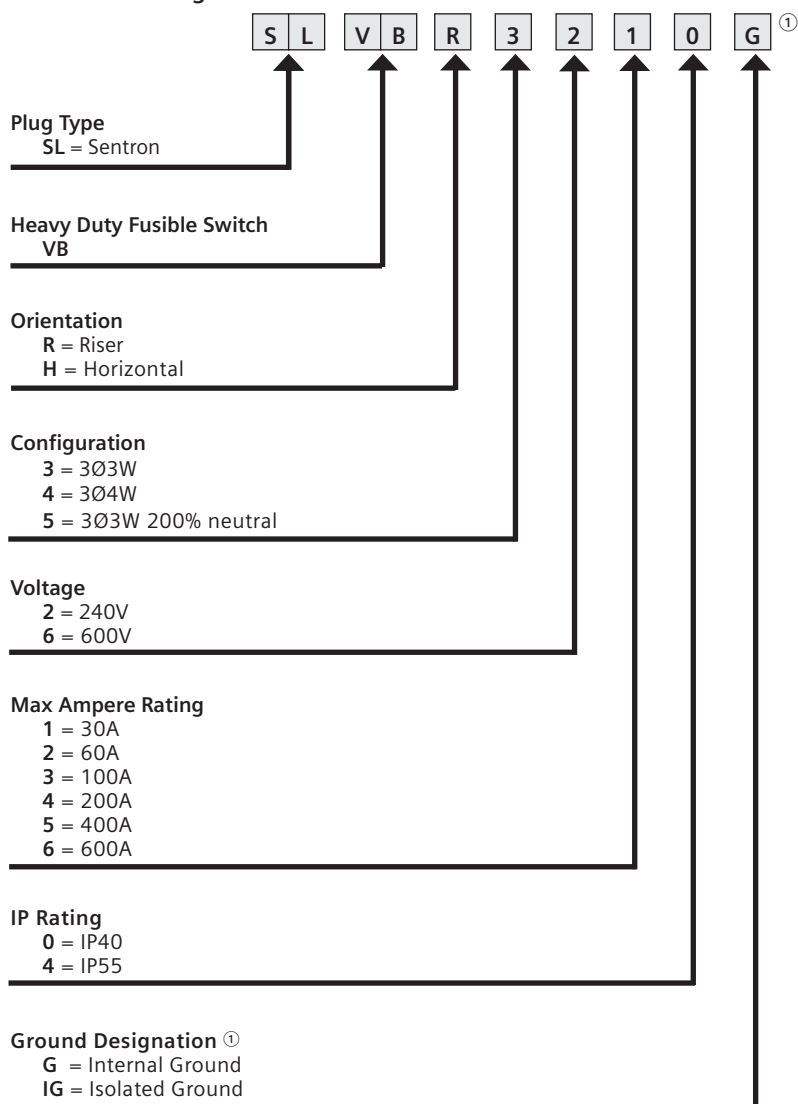 S L V B R 3 2 1 0 G ①
Plug Type
SL = Sentron
Heavy Duty Fusible Switch
VB
Orientation
R = Riser
H = Horizontal
Configuration
3 = 3Ø3W
4 = 3Ø4W
5 = 3Ø3W 200% neutral
Voltage
2 = 240V
6 = 600V
Max Ampere Rating
1 = 30A
2 = 60A
3 = 100A
4 = 200A
5 = 400A
6 = 600A
IP Rating
0 = IP40
4 = IP55
Ground Designation ①
G = Internal Ground
IG = Isolated Ground